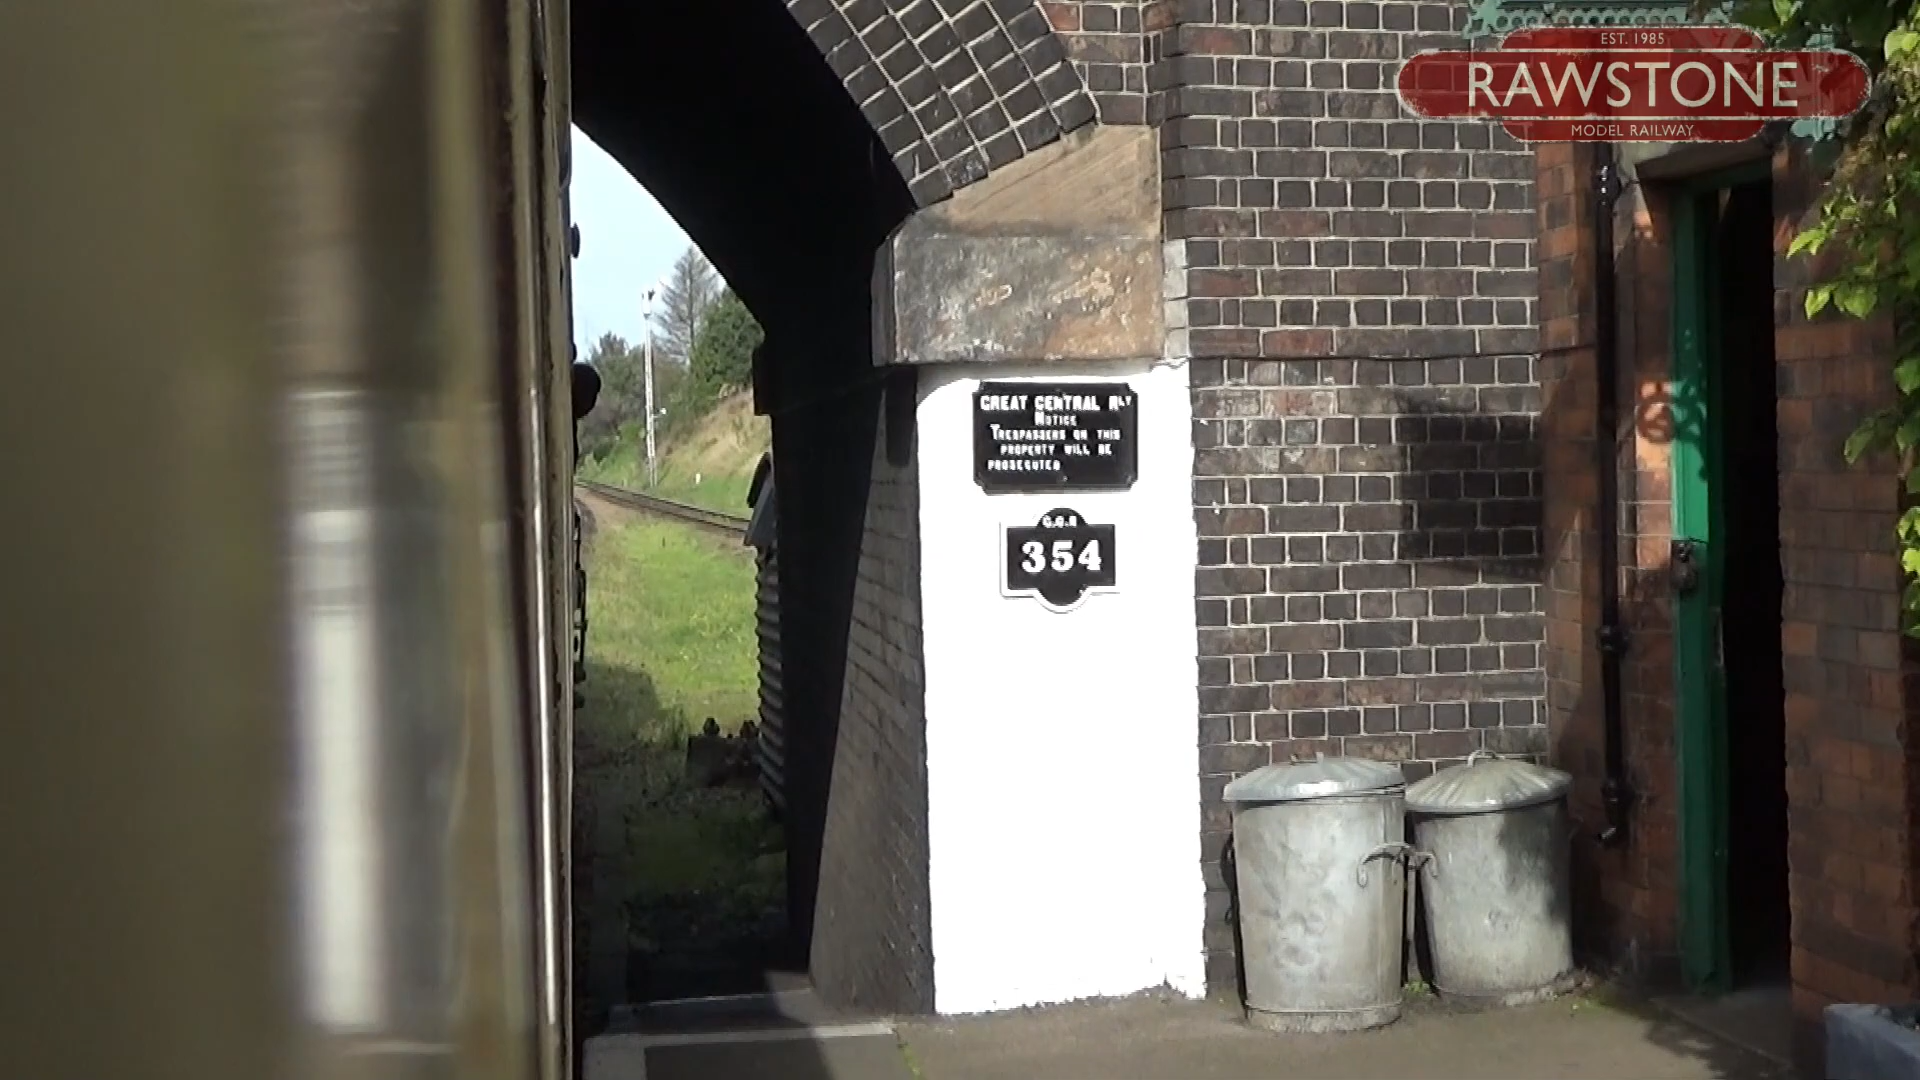 EST. 1985
RAWSTONE
MODEL RAILWAY
GREAT CENTRAL RLY
NOTICE
TRESPASSERS ON THIS
PROPERTY WILL BE
PROSECUTED
G.C.R
354